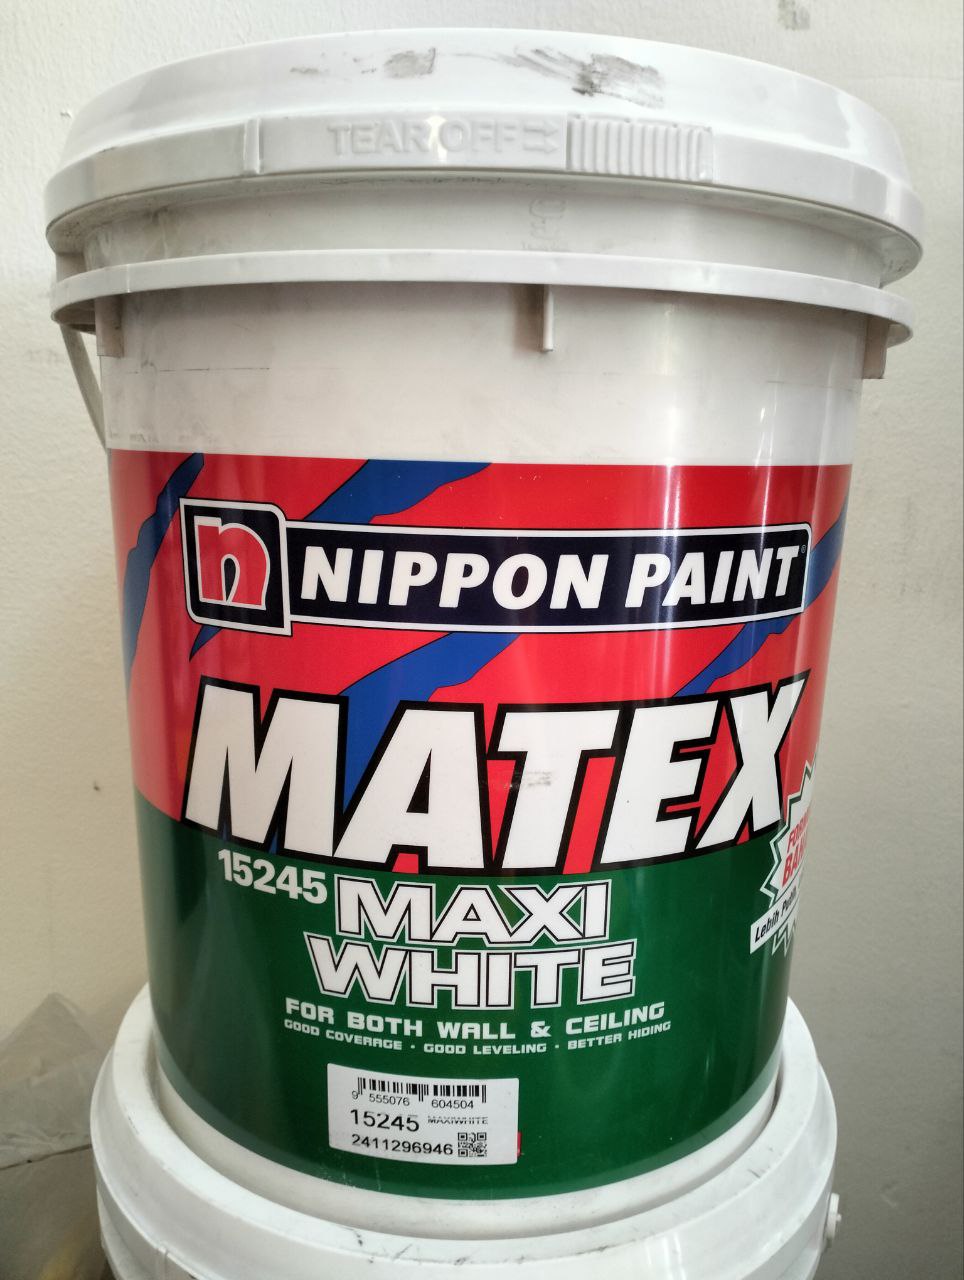 TEAR OFF
n
NIPPON PAINT®
MATEX
15245 MAXI
WHITE
FOR BOTH WALL & CEILING
GOOD COVERAGE · GOOD LEVELING · BETTER HIDING
Lebih
9 555076 604504
15245 MAXIWHITE
2411296946